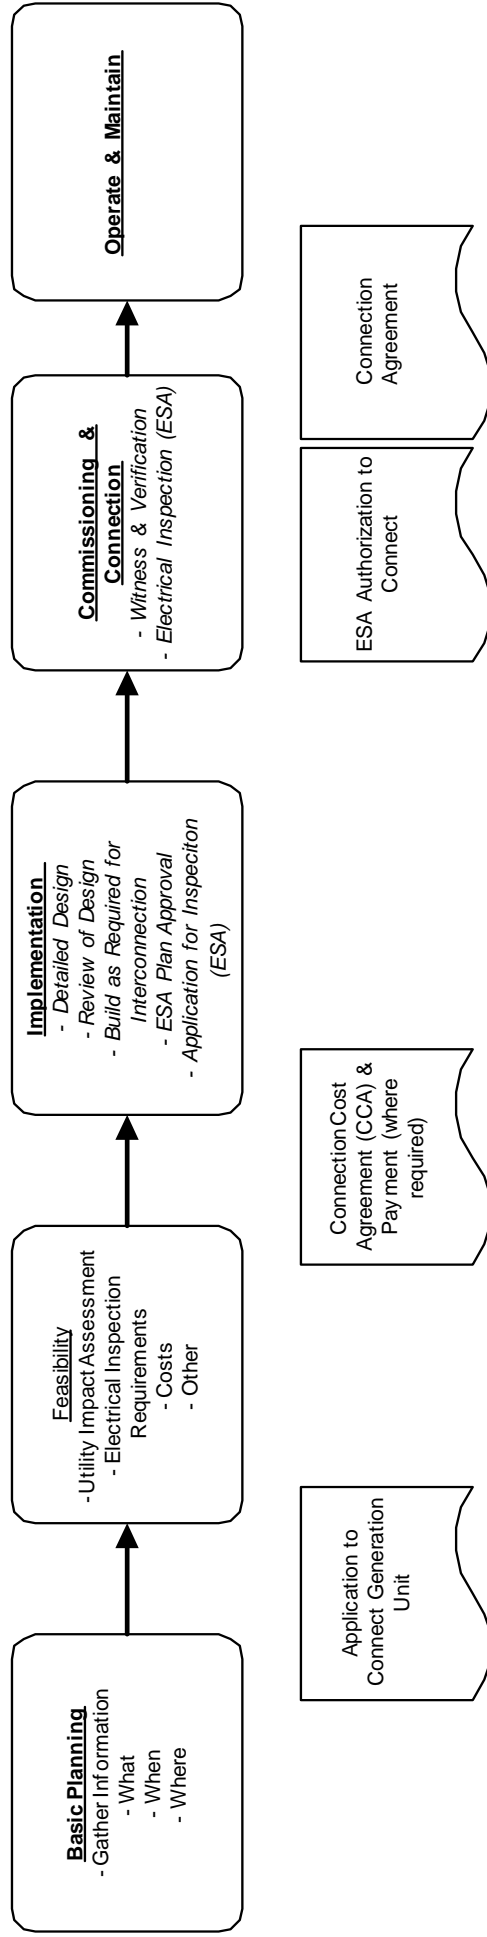 Basic Planning
- Gather Information
- What
- When
- Where
Feasibility
- Utility Impact Assessment
- Electrical Inspection
Requirements
- Costs
- Other
Implementation
- Detailed Design
- Review of Design
- Build as Required for
Interconnection
- ESA Plan Approval
- Application for Inspeciton
(ESA)
Commissioning &
Connection
- Witness & Verification
- Electrical Inspection (ESA)
Operate & Maintain
Application to
Connect Generation
Unit
Connection Cost
Agreement (CCA) &
Payment (where
required)
ESA Authorization to
Connect
Connection
Agreement